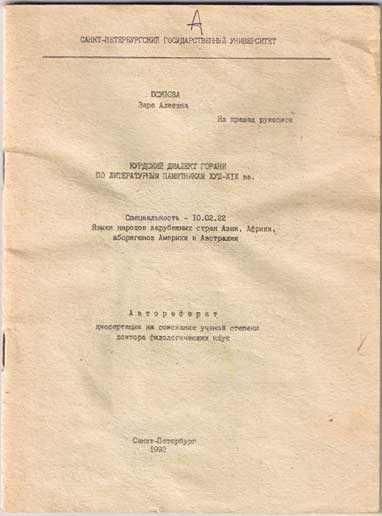 А
САНКТ-ПЕТЕРБУРГСКИЙ ГОСУДАРСТВЕННЫЙ УНИВЕРСИТЕТ
ЮСУПОВА
Заре Алиевна
На правах рукописи
КУРДСКИЙ ДИАЛЕКТ ГОРАНИ
ПО ЛИТЕРАТУРНЫМ ПАМЯТНИКАМ ХУШ-ХІХ вв.
Специальность - 10.02.22
Языки народов зарубежных стран Азии, Африки,
аборигенов Америки и Австралии
Автореферат
диссертации на соискание ученой степени
доктора филологических наук
Санкт-Петербург
1992